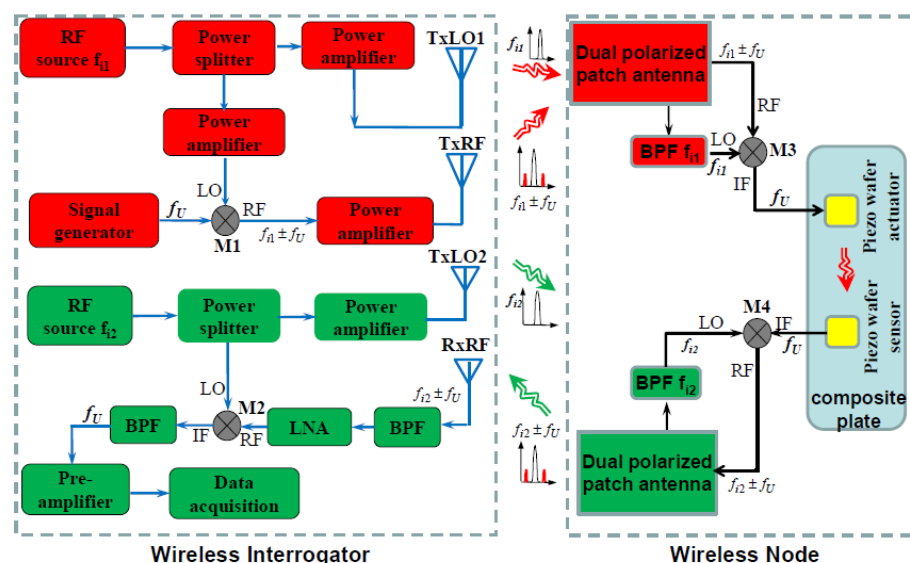 RF
source fi1
Power
splitter
Power
amplifier
TxLO1
Power
amplifier
LO
TxRF
Signal
generator
fU
RF
M1
fi1 ± fU
Power
amplifier
TxLO2
RF
source fi2
Power
splitter
Power
amplifier
RxRF
LO
M2
fi2 ± fU
fU
BPF
IF
RF
LNA
BPF
Pre-
amplifier
Data
acquisition
Wireless Interrogator
fi1
fi1 ± fU
fi2
fi2 ± fU
Dual polarized
patch antenna
fi1 ± fU
RF
BPF fi1
LO
fi1
M3
IF
fU
Piezo wafer
actuator
M4
LO
fi2
IF
fU
RF
Piezo wafer
sensor
BPF fi2
composite
plate
Dual polarized
patch antenna
fi2 ± fU
Wireless Node